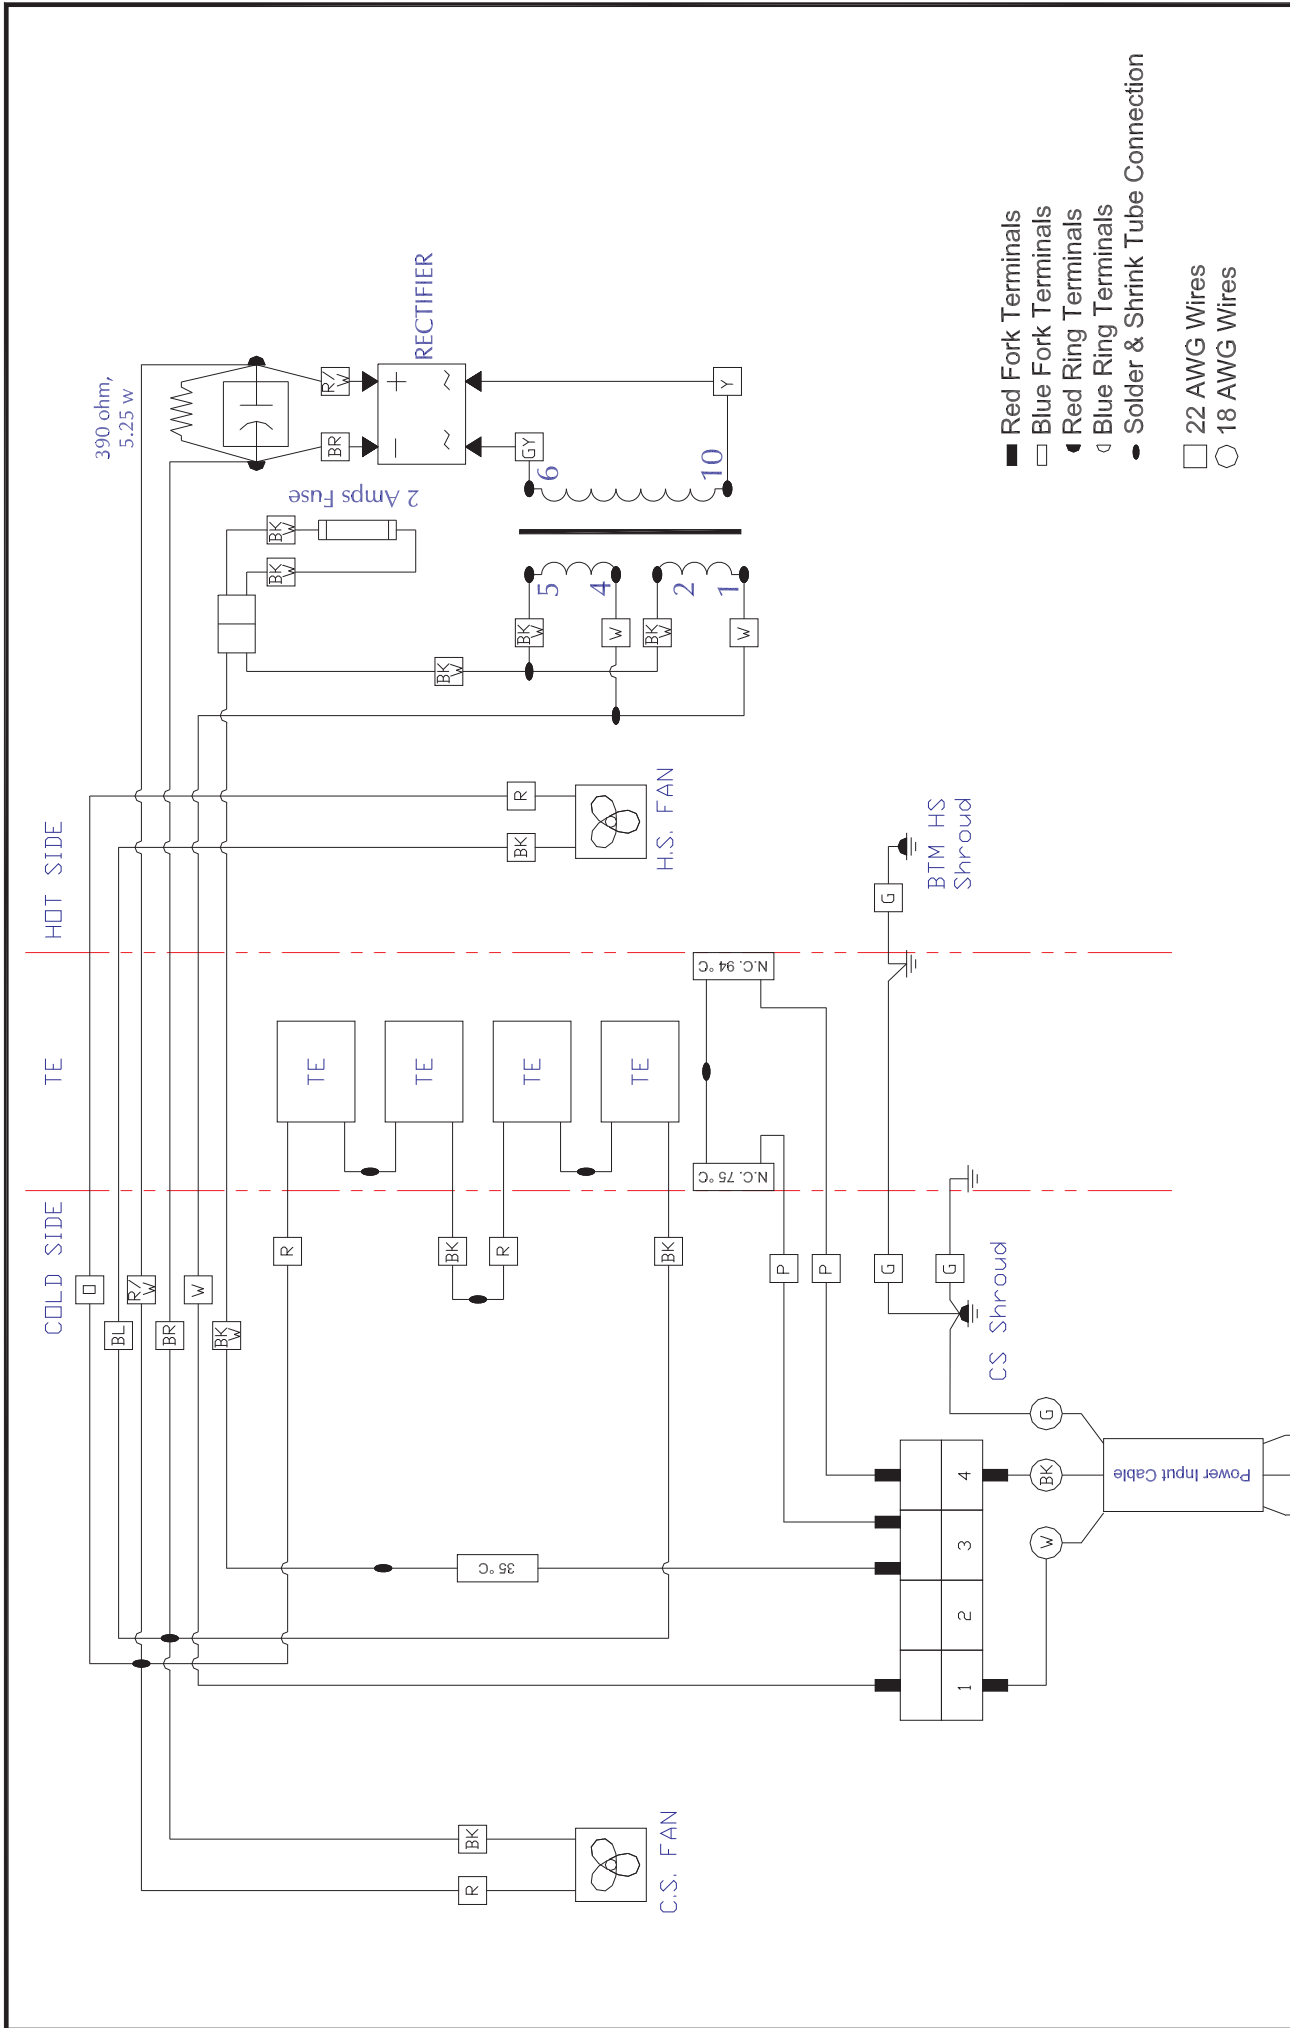 COLD SIDE
TE
HOT SIDE
O
BL
R/W
BR
W
BK
W
390 ohm,
5.25 w
R/W
BR
RECTIFIER
+
−
~
~
2 Amps Fuse
BK
W
BK
W
BK
W
GY
Y
6
10
5
4
2
1
BK
W
W
BK
W
W
R
BK
H.S. FAN
TE
TE
TE
TE
R
BK
R
BK
N.C. 94 °C
N.C. 75 °C
P
P
G
G
G
BTM HS
Shroud
CS Shroud
35 °C
1
2
3
4
W
BK
G
Power Input Cable
R
BK
C.S. FAN
Red Fork Terminals
Blue Fork Terminals
Red Ring Terminals
Blue Ring Terminals
Solder & Shrink Tube Connection
22 AWG Wires
18 AWG Wires